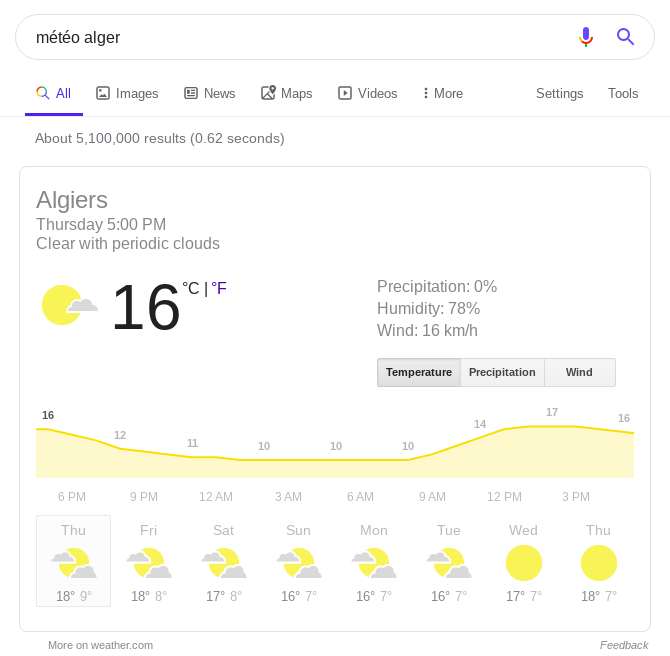 météo alger
All Images News Maps Videos More Settings Tools
About 5,100,000 results (0.62 seconds)
Algiers
Thursday 5:00 PM
Clear with periodic clouds
16 °C | °F
Precipitation: 0%
Humidity: 78%
Wind: 16 km/h
Temperature Precipitation Wind
16 12 11 10 10 10 14 17 16
6 PM 9 PM 12 AM 3 AM 6 AM 9 AM 12 PM 3 PM
Thu Fri Sat Sun Mon Tue Wed Thu
18° 9° 18° 8° 17° 8° 16° 7° 16° 7° 16° 7° 17° 7° 18° 7°
More on weather.com Feedback